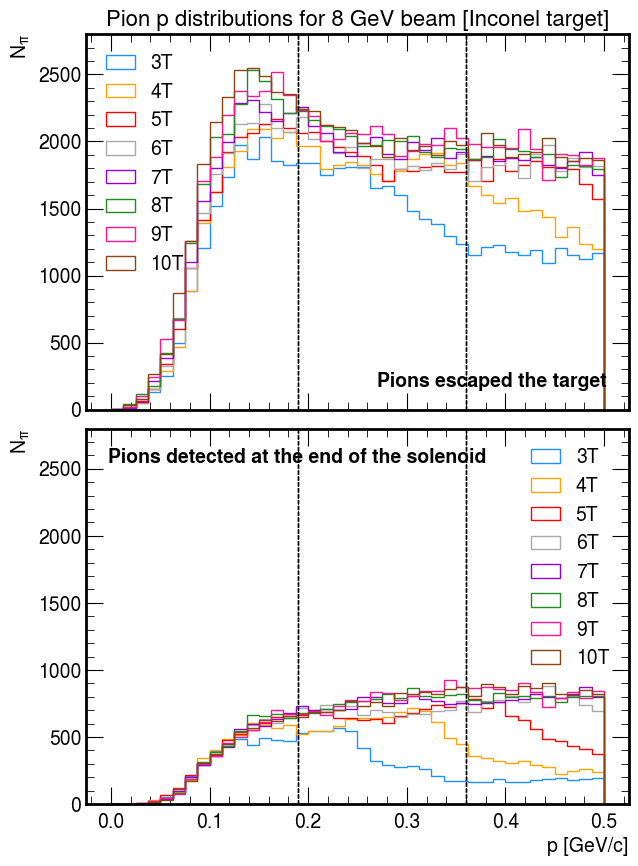 Pion p distributions for 8 GeV beam [Inconel target]
Nπ
2500
2000
1500
1000
500
0
3T
4T
5T
6T
7T
8T
9T
10T
Pions escaped the target
Nπ
2500
2000
1500
1000
500
0
Pions detected at the end of the solenoid
3T
4T
5T
6T
7T
8T
9T
10T
0.0 0.1 0.2 0.3 0.4 0.5
p [GeV/c]